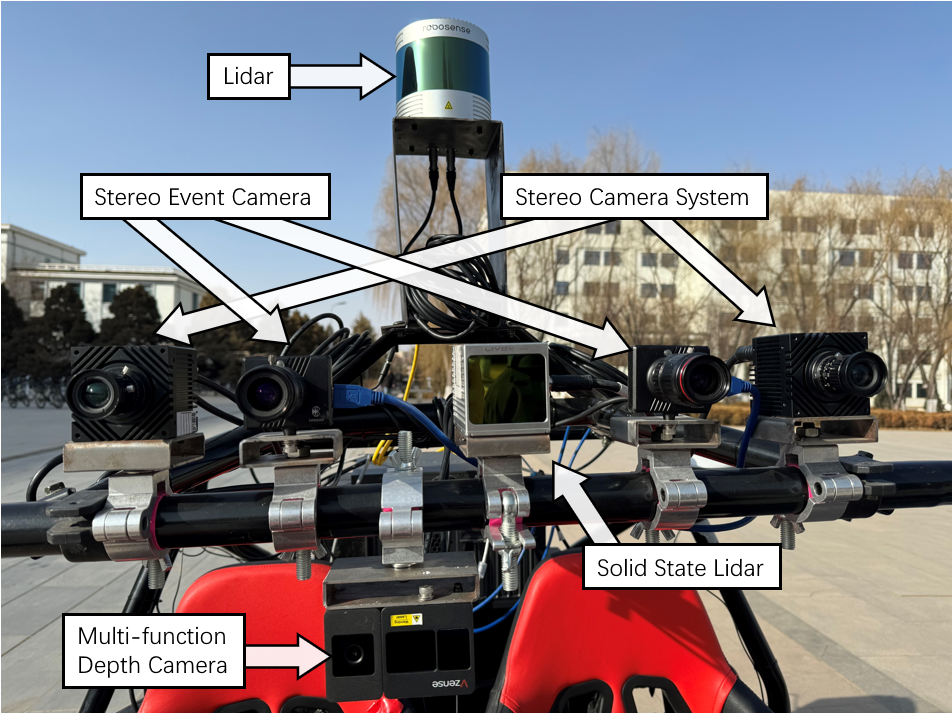 robosense
Lidar
Stereo Event Camera
Stereo Camera System
Solid State Lidar
Multi-function
Depth Camera
Vzense